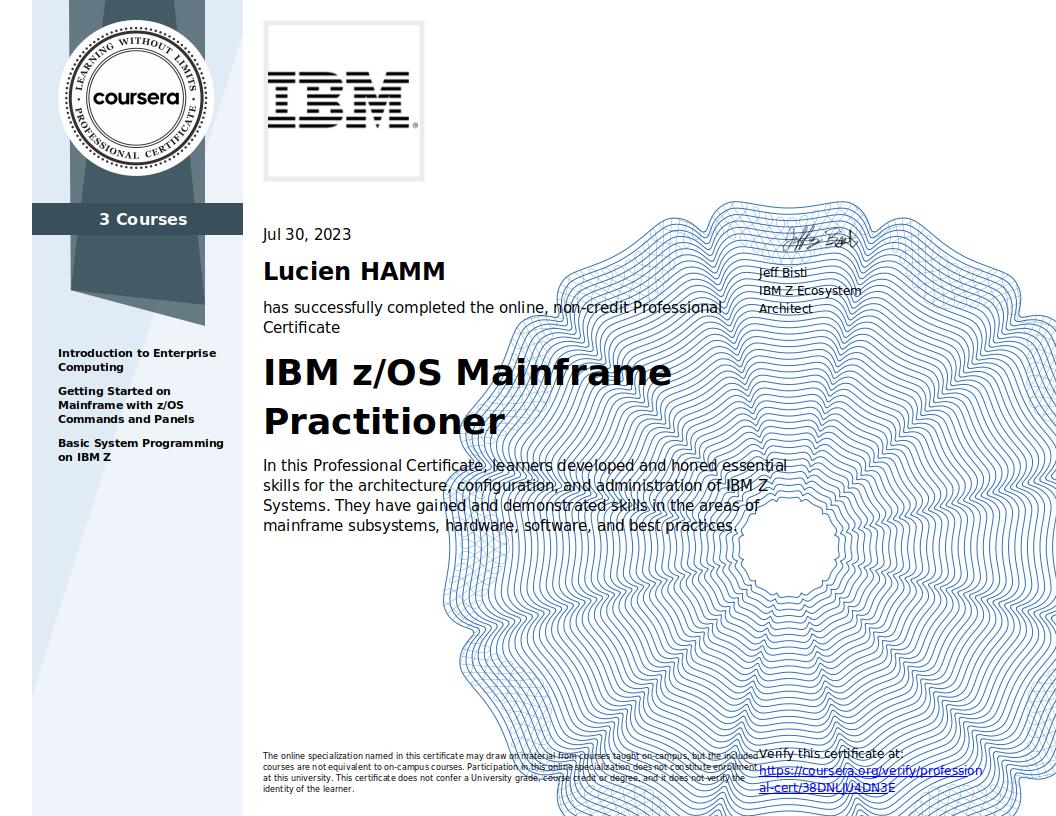 LEARNING WITHOUT LIMITS
coursera
PROFESSIONAL CERTIFICATE
3 Courses
Introduction to Enterprise
Computing
Getting Started on
Mainframe with z/OS
Commands and Panels
Basic System Programming
on IBM Z
IBM®
Jul 30, 2023
Lucien HAMM
has successfully completed the online, non-credit Professional
Certificate
IBM z/OS Mainframe
Practitioner
In this Professional Certificate, learners developed and honed essential
skills for the architecture, configuration, and administration of IBM Z
Systems. They have gained and demonstrated skills in the areas of
mainframe subsystems, hardware, software, and best practices.
Jeff Bisti
IBM Z Ecosystem
Architect
The online specialization named in this certificate may draw on material from courses taught on-campus, but the included
courses are not equivalent to on-campus courses. Participation in this online specialization does not constitute enrollment
at this university. This certificate does not confer a University grade, course credit or degree, and it does not verify the
identity of the learner.
Verify this certificate at:
https://coursera.org/verify/profession
al-cert/38DNLJU4DN3E